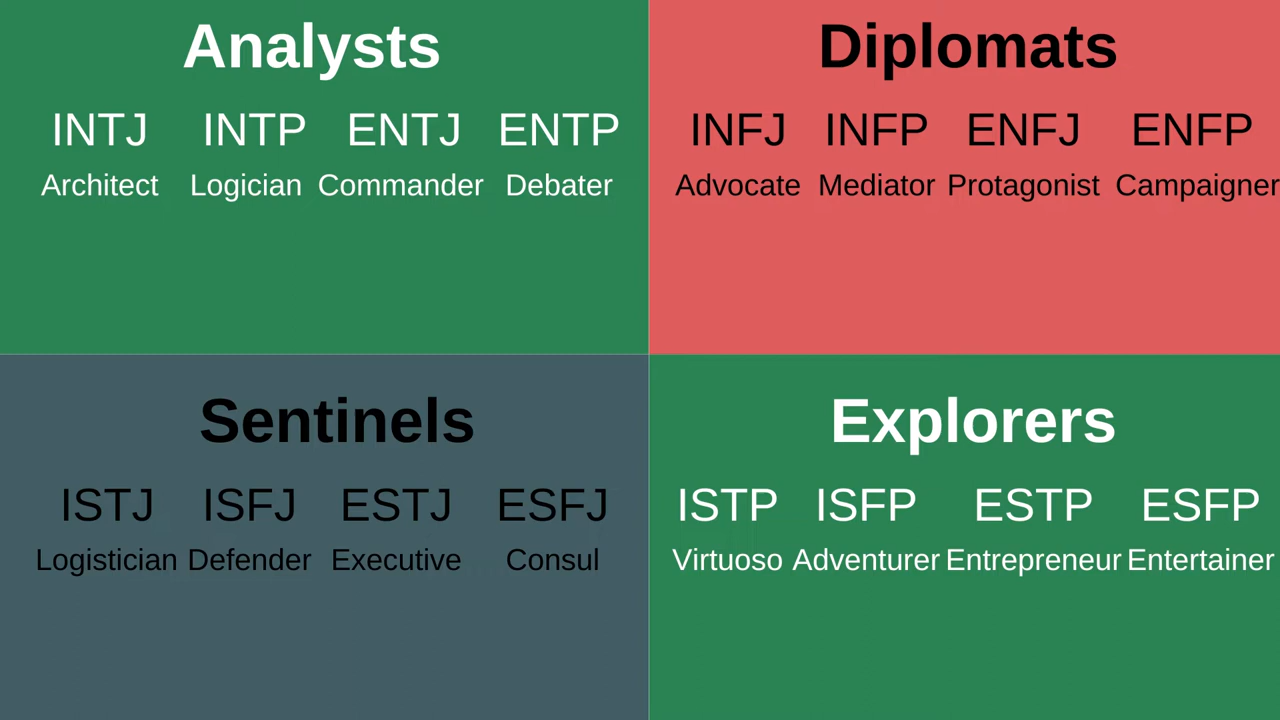 Analysts
INTJ INTP ENTJ ENTP
Architect Logician Commander Debater
Diplomats
INFJ INFP ENFJ ENFP
Advocate Mediator Protagonist Campaigner
Sentinels
ISTJ ISFJ ESTJ ESFJ
Logistician Defender Executive Consul
Explorers
ISTP ISFP ESTP ESFP
Virtuoso Adventurer Entrepreneur Entertainer